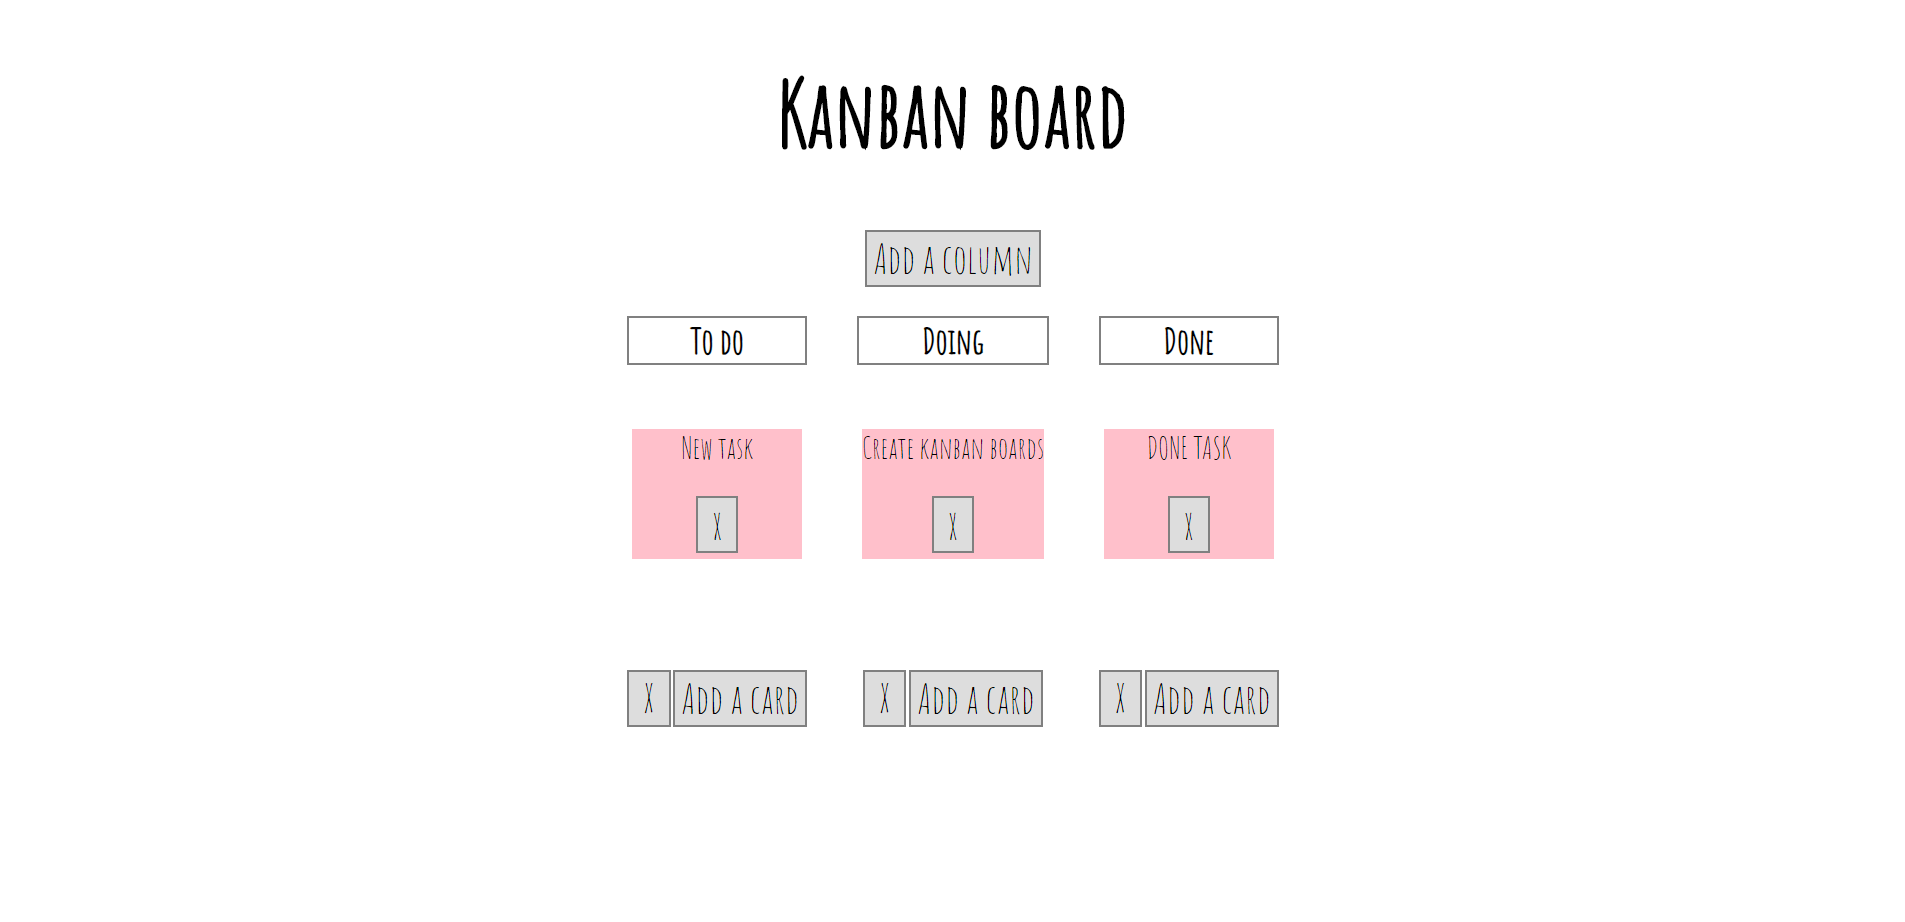 Kanban board
Add a column
To do
Doing
Done
New task
Create kanban boards
DONE TASK
X
X
X
X
Add a card
X
Add a card
X
Add a card